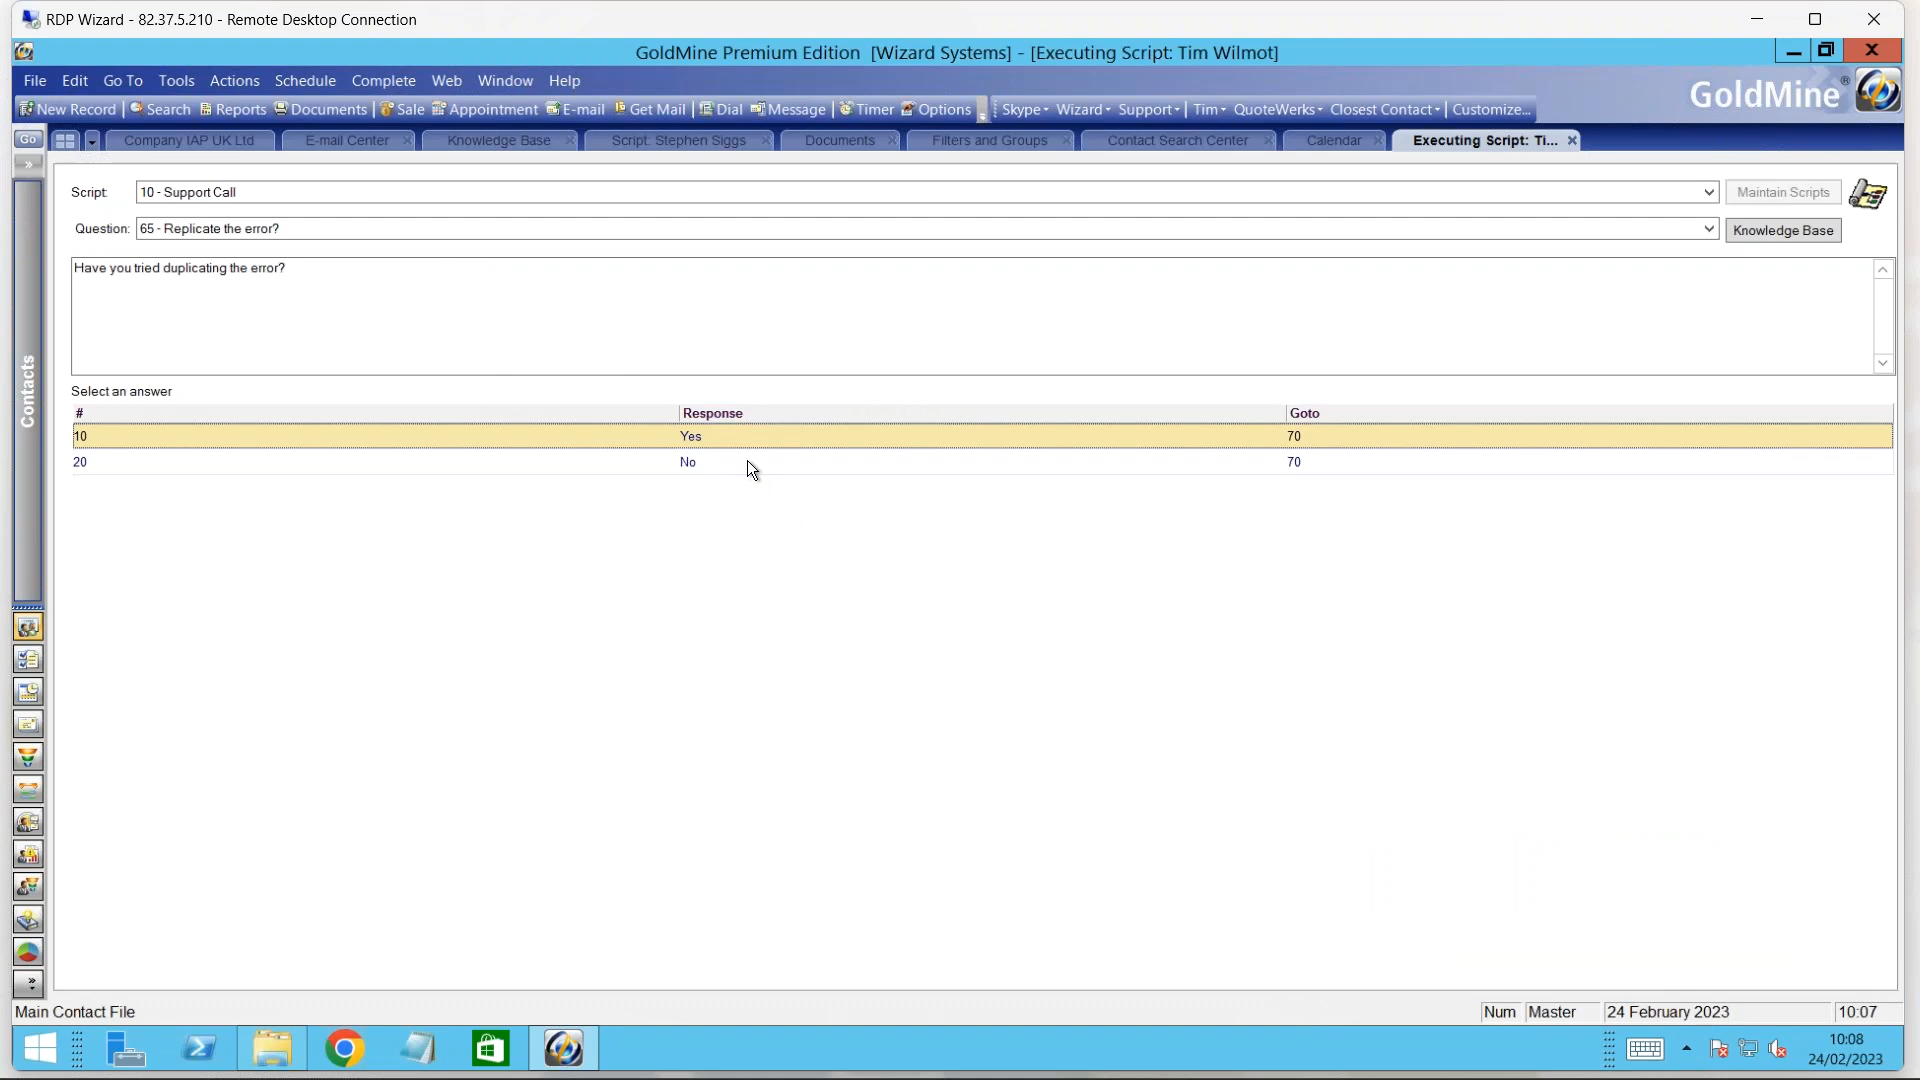 RDP Wizard - 82.37.5.210 - Remote Desktop Connection
GoldMine Premium Edition [Wizard Systems] - [Executing Script: Tim Wilmot]
File Edit Go To Tools Actions Schedule Complete Web Window Help
GoldMine®
New Record Search Reports Documents Sale Appointment E-mail Get Mail Dial Message Timer Options Skype Wizard Support Tim QuoteWerks Closest Contact Customize...
Go Company IAP UK Ltd E-mail Center Knowledge Base Script: Stephen Siggs Documents Filters and Groups Contact Search Center Calendar Executing Script: Ti...
Script: 10 - Support Call Maintain Scripts
Question: 65 - Replicate the error? Knowledge Base
Have you tried duplicating the error?
Contacts
Select an answer
# Response Goto
10 Yes 70
20 No 70
Main Contact File Num Master 24 February 2023 10:07
10:08
24/02/2023